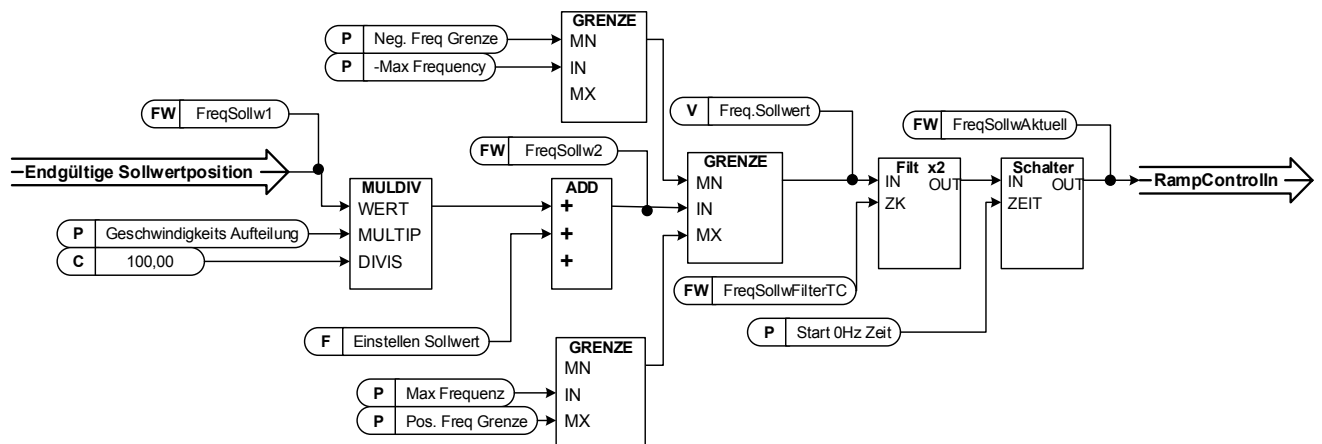 GRENZE
P Neg. Freq Grenze
MN
P -Max Frequency
IN
MX
FW FreqSollw1
V Freq.Sollwert
FW FreqSollwAktuell
Endgültige Sollwertposition
FW FreqSollw2
MULDIV
WERT
P Geschwindigkeits Aufteilung
MULTIP
C 100,00
DIVIS
ADD
+
+
+
GRENZE
MN
IN
MX
Filt x2
IN OUT
ZK
Schalter
IN OUT
ZEIT
RampControlIn
FW FreqSollwFilterTC
F Einstellen Sollwert
P Start 0Hz Zeit
GRENZE
MN
P Max Frequenz
IN
P Pos. Freq Grenze
MX